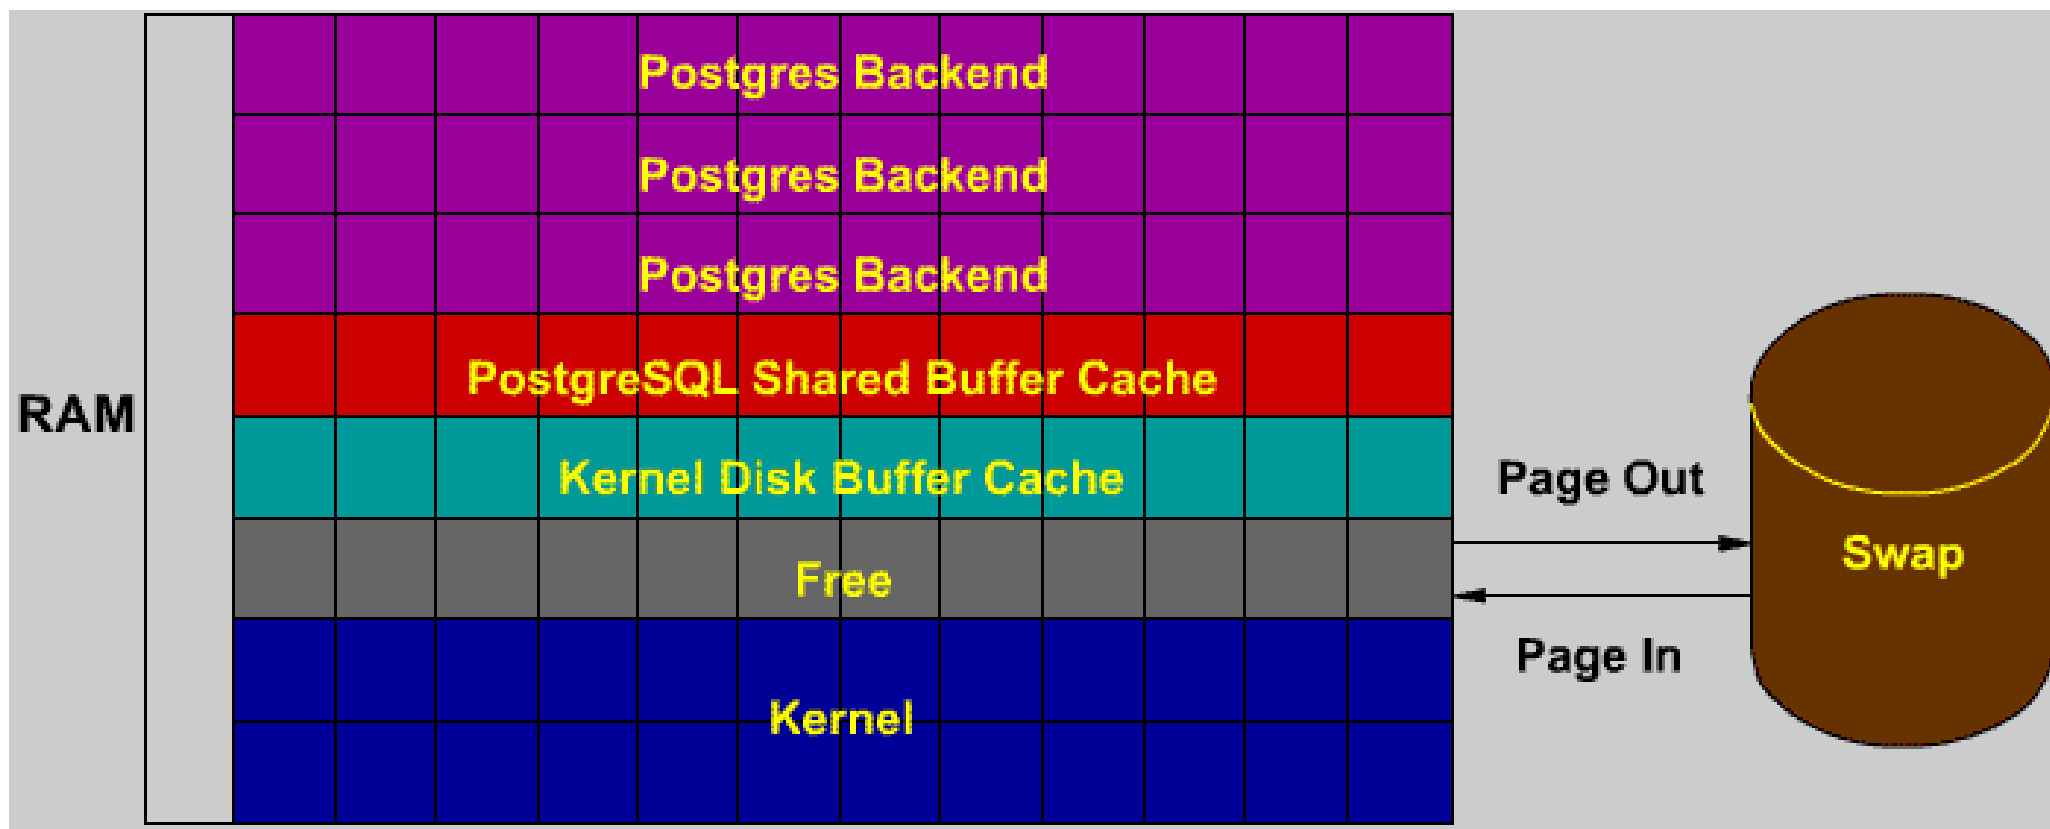 Postgres Backend
Postgres Backend
Postgres Backend
PostgreSQL Shared Buffer Cache
RAM
Kernel Disk Buffer Cache
Page Out
Swap
Free
Page In
Kernel